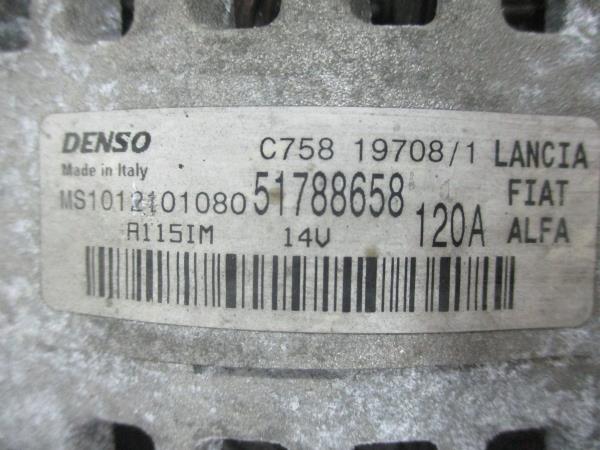 DENSO C758 19708/1 LANCIA
Made in Italy
MS1012101080 51788658 FIAT
A115IM 14V 120A ALFA